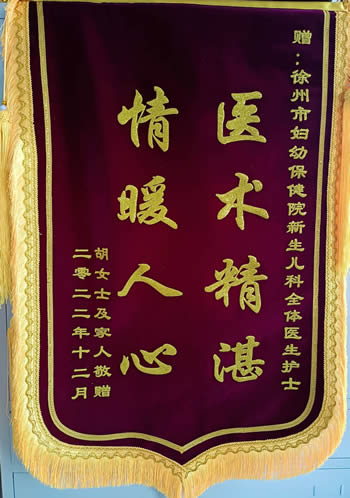 赠：徐州市妇幼保健院新生儿科全体医生护士
医术精湛
情暖人心
胡女士及家人敬赠
二零二二年十二月